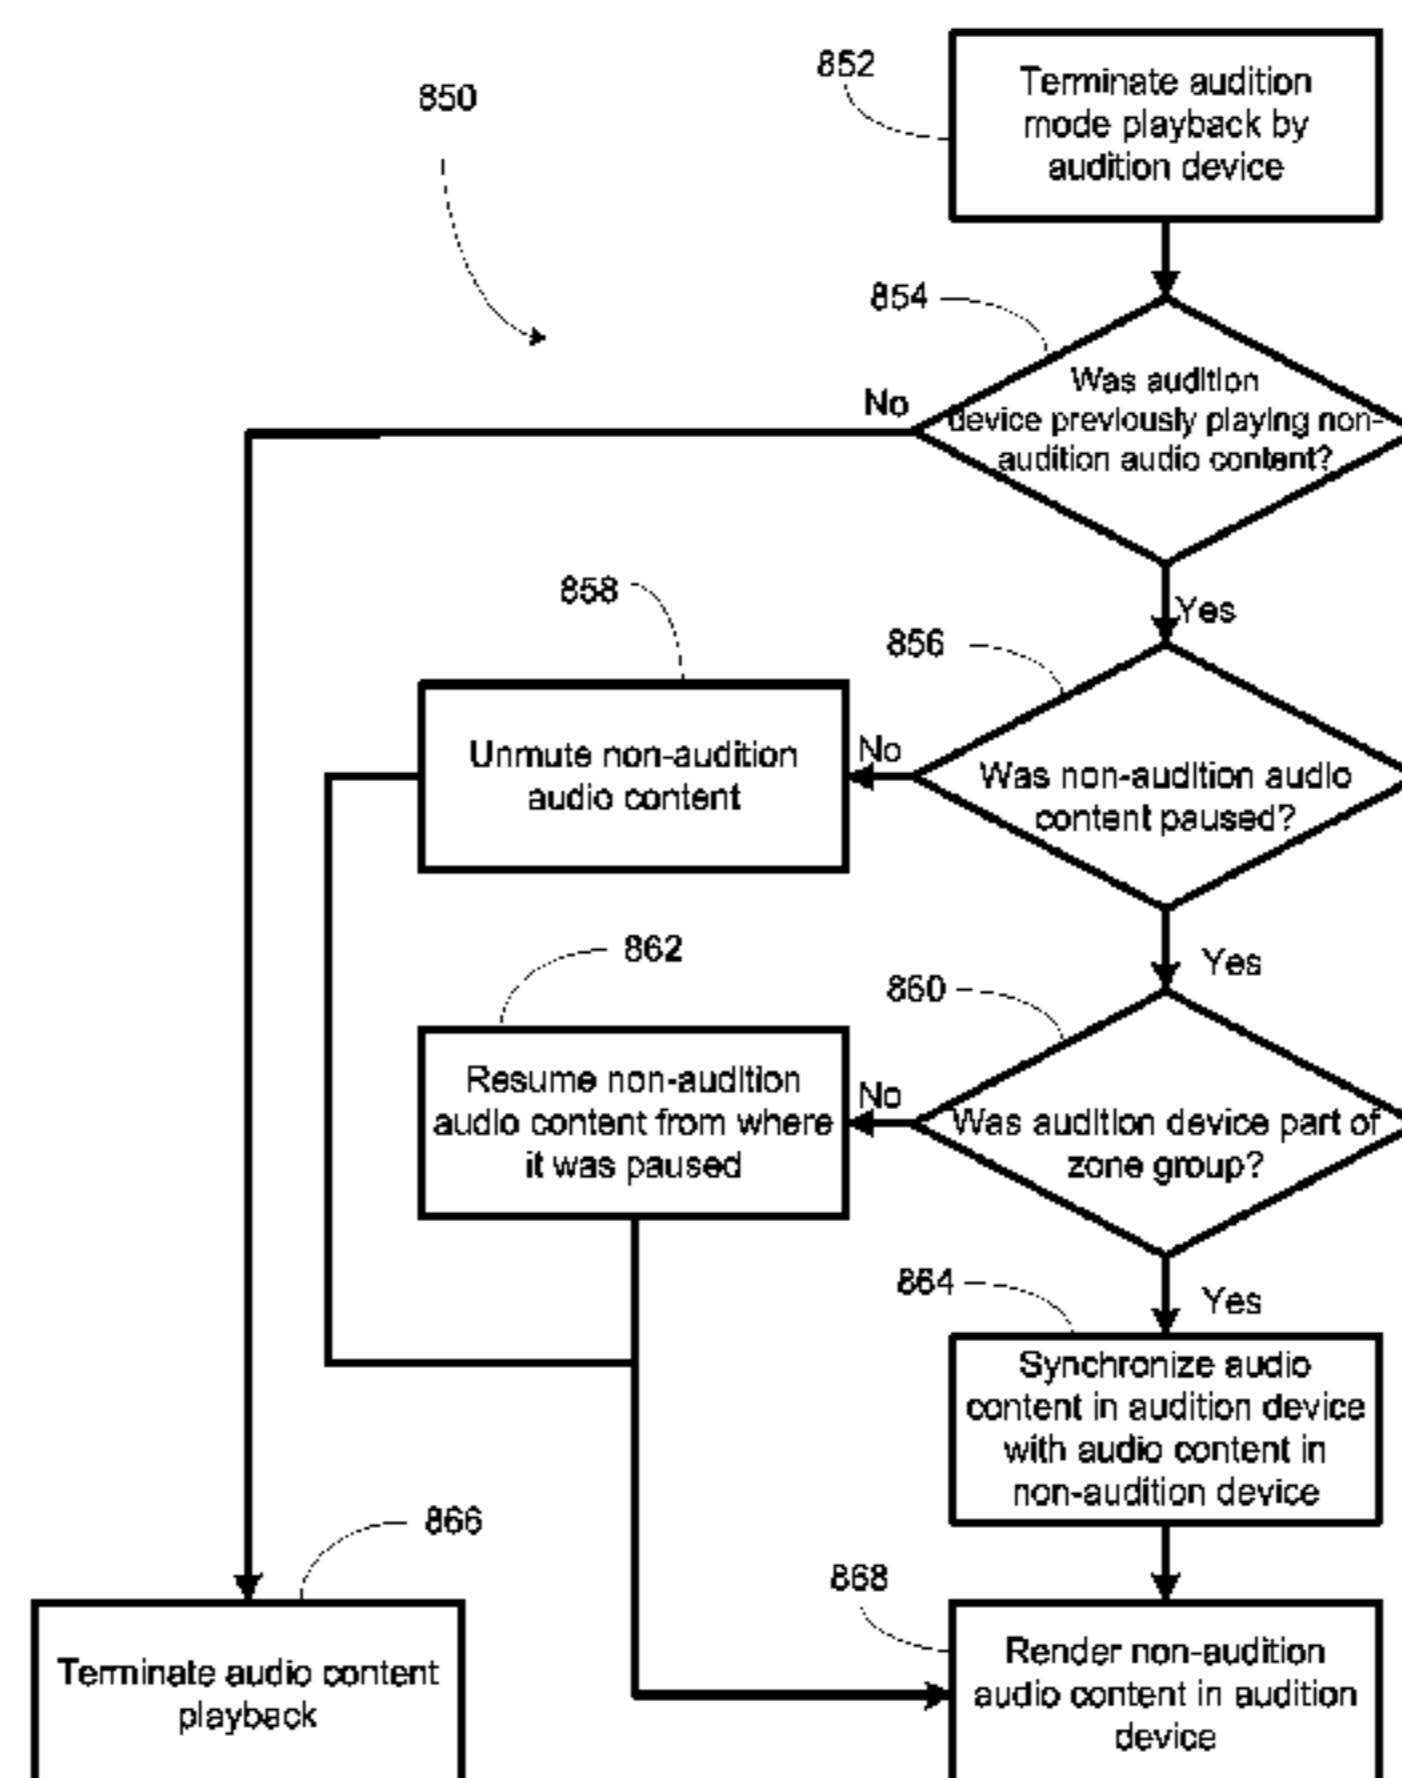 852
Terminate audition
mode playback by
audition device
850
854
No
Was audition
device previously playing non-
audition audio content?
Yes
858
856
Unmute non-audition
audio content
No
Was non-audition audio
content paused?
862
Yes
860
Resume non-audition
audio content from where
it was paused
No
Was audition device part of
zone group?
864
Yes
Synchronize audio
content in audition device
with audio content in
non-audition device
866
868
Terminate audio content
playback
Render non-audition
audio content in audition
device